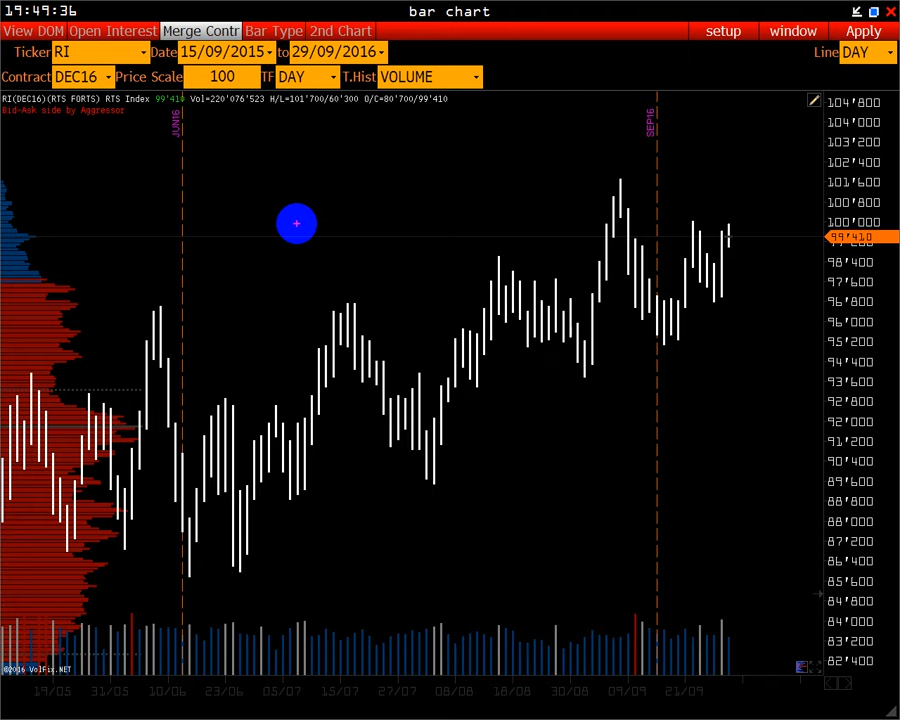 19:49:36 bar chart
View DOM Open Interest Merge Contr Bar Type 2nd Chart setup window Apply
Ticker RI Date 15/09/2015 to 29/09/2016 Line DAY
Contract DEC16 Price Scale 100 TF DAY T.Hist VOLUME
RI(DEC16)(RTS FORTS) RTS Index 99'410 Vol=220'076'523 H/L=101'700/60'300 O/C=80'700/99'410
Bid-Ask side by Aggressor
JUN16
SEP16
104'800
104'000
103'200
102'400
101'600
100'800
100'000
99'410
98'400
97'600
96'800
96'000
95'200
94'400
93'600
92'800
92'000
91'200
90'400
89'600
88'800
88'000
87'200
86'400
85'600
84'800
84'000
83'200
82'400
©2016 VolFix.NET
19/05 31/05 10/06 23/06 05/07 15/07 27/07 08/08 18/08 30/08 09/09 21/09